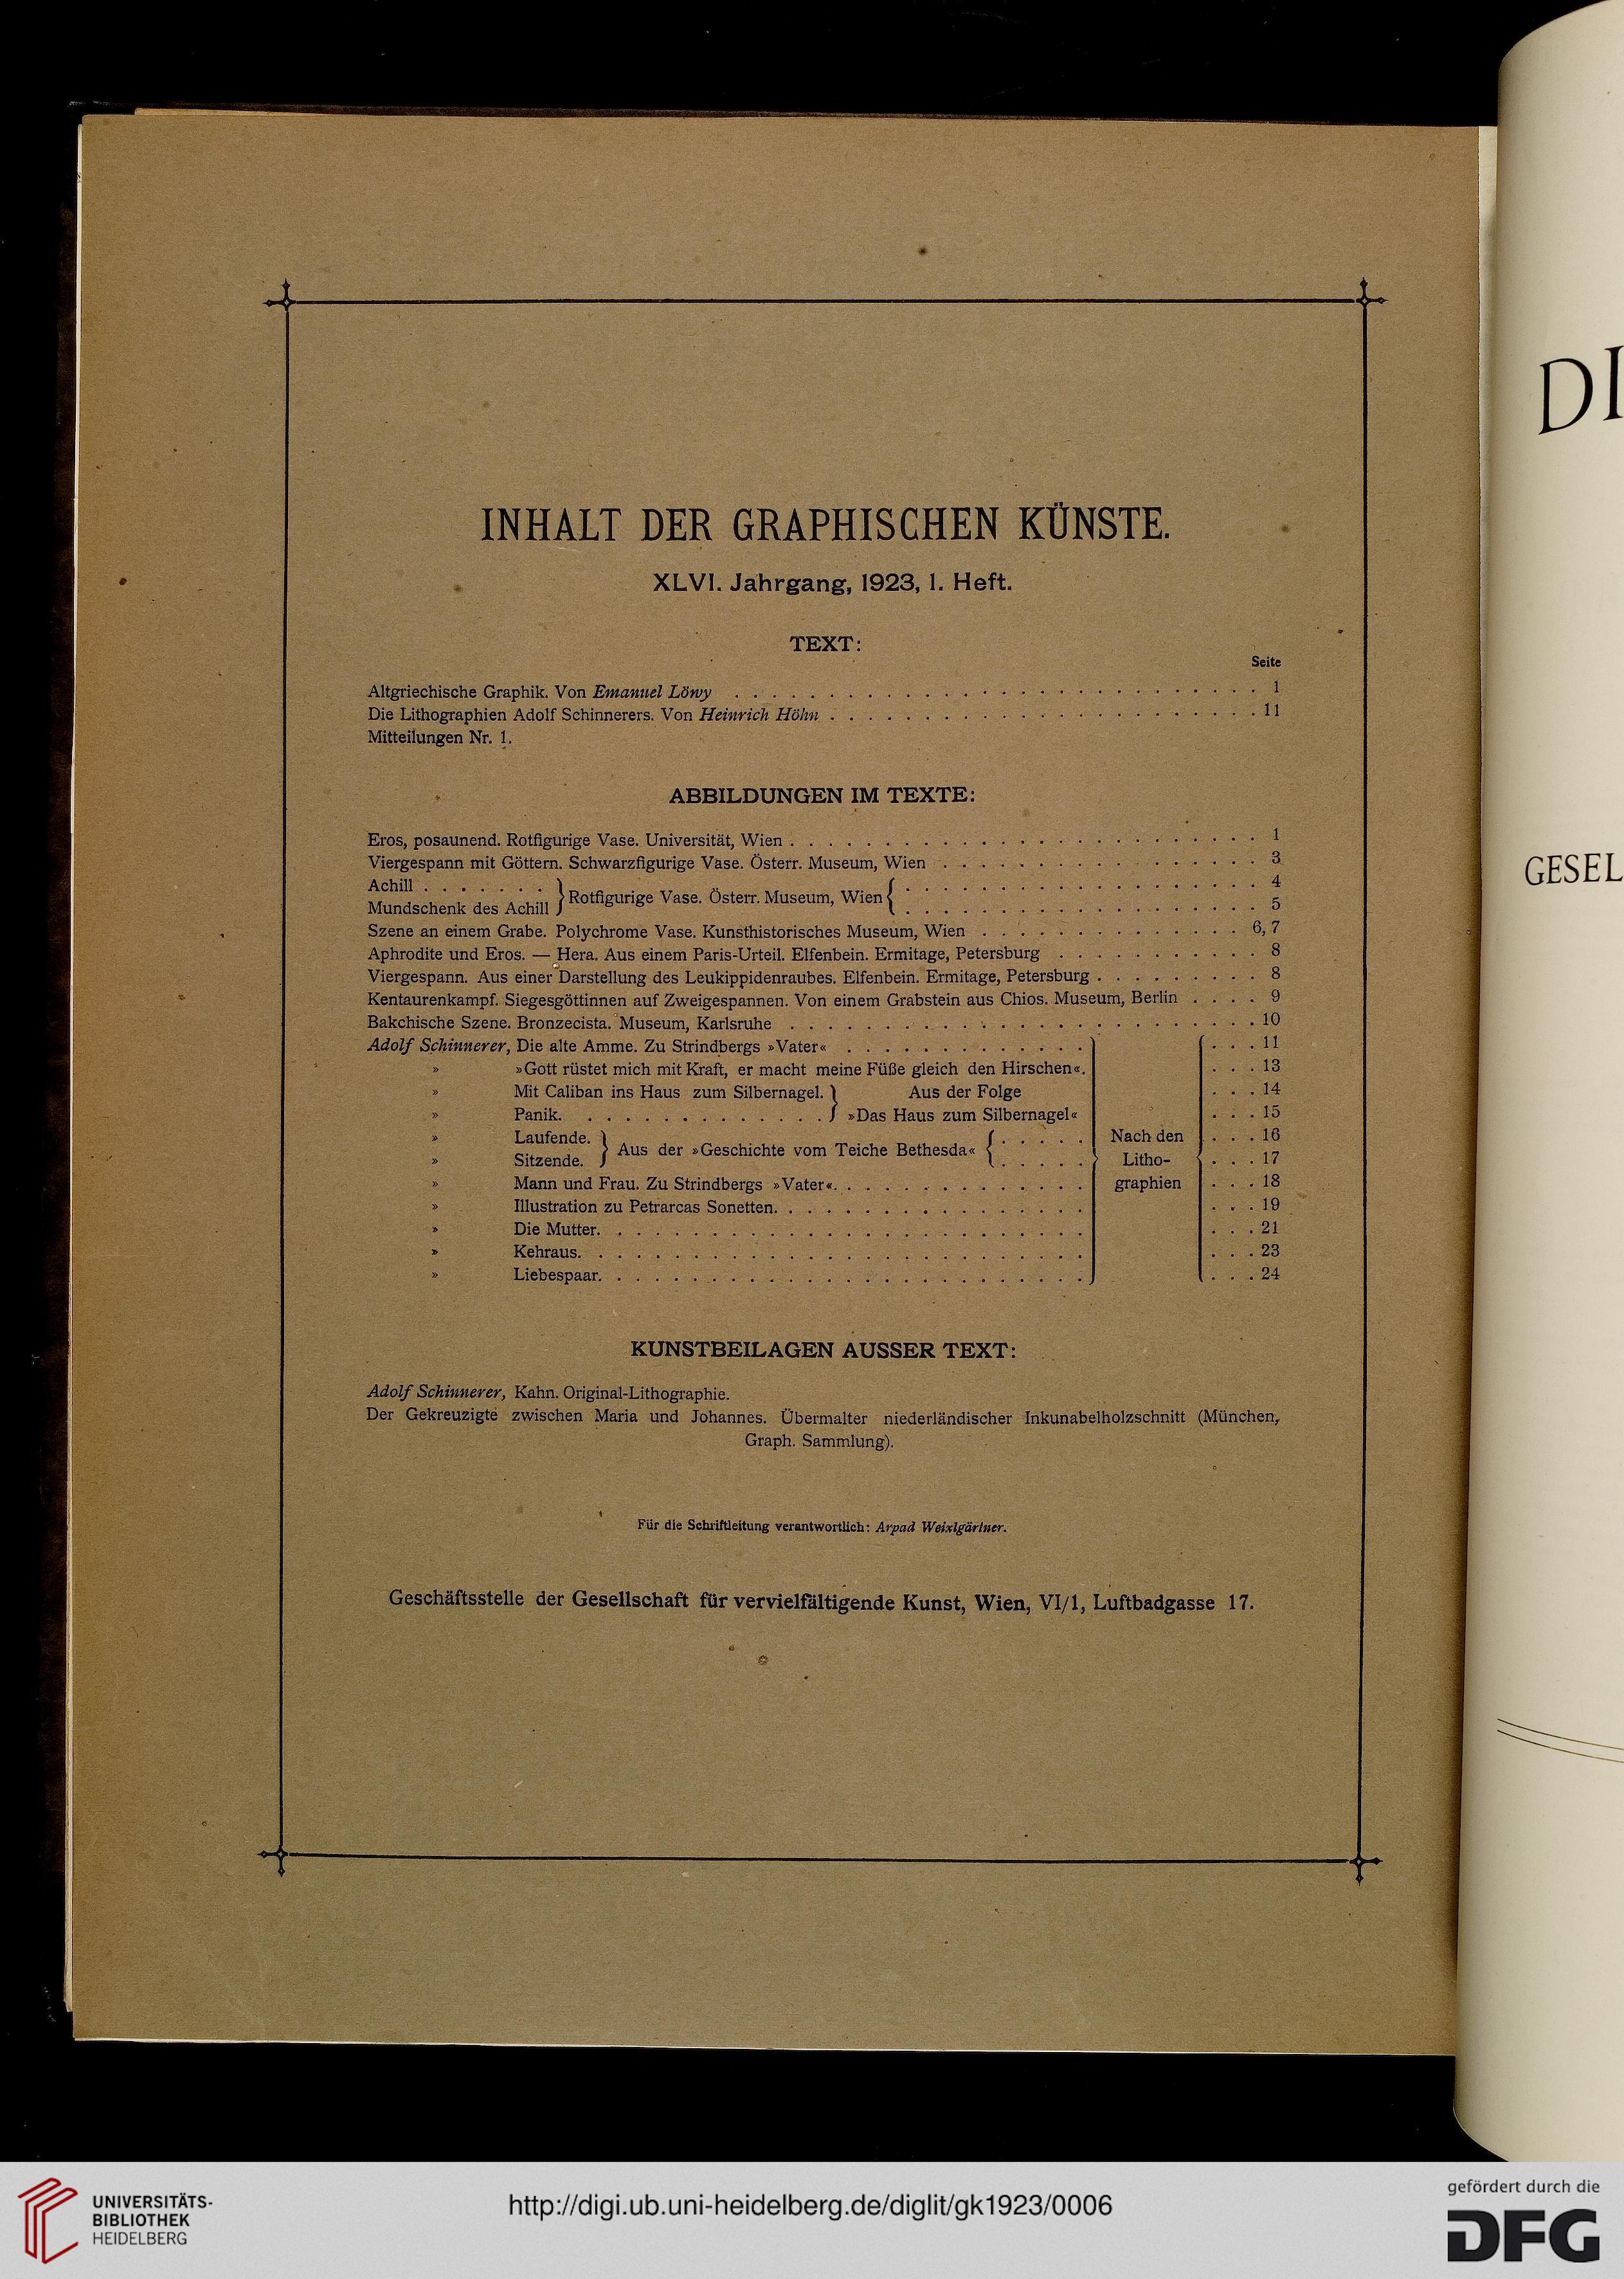 INHALT DER GRAPHISCHEN KÜNSTE.
XLVI. Jahrgang, 1923, 1. Heft.
TEXT:
Seite
Altgriechische Graphik. Von Emanuel Löwy . . . . . . . . . . 1
Die Lithographien Adolf Schinnerers. Von Heinrich Höhn . . . . . . . . . . 11
Mitteilungen Nr. 1.
ABBILDUNGEN IM TEXTE:
Eros, posaunend. Rotfigurige Vase. Universität, Wien . . . . . . . . . . 1
Viergespann mit Göttern. Schwarzfigurige Vase. Österr. Museum, Wien . . . . . . . . . . 3
Achill . . . . . . . } Rotfigurige Vase. Österr. Museum, Wien { . . . . . . . . . . 4
Mundschenk des Achill } { . . . . . . . . . . 5
Szene an einem Grabe. Polychrome Vase. Kunsthistorisches Museum, Wien . . . . . . . . . . 6, 7
Aphrodite und Eros. — Hera. Aus einem Paris-Urteil. Elfenbein. Ermitage, Petersburg . . . . . . . . . . 8
Viergespann. Aus einer Darstellung des Leukippidenraubes. Elfenbein. Ermitage, Petersburg . . . . . . . . . 8
Kentaurenkampf. Siegesgöttinnen auf Zweigespannen. Von einem Grabstein aus Chios. Museum, Berlin . . . . 9
Bakchische Szene. Bronzecista. Museum, Karlsruhe . . . . . . . . . . 10
Adolf Schinnerer, Die alte Amme. Zu Strindbergs »Vater« . . . . . . . . . . 11
» »Gott rüstet mich mit Kraft, er macht meine Füße gleich den Hirschen«. . . . 13
» Mit Caliban ins Haus zum Silbernagel. } Aus der Folge . . . 14
» Panik. . . . . . . . . . . } »Das Haus zum Silbernagel« . . . 15
» Laufende. } Aus der »Geschichte vom Teiche Bethesda« { . . . . . Nach den . . . 16
» Sitzende. } { . . . . . Litho- . . . 17
» Mann und Frau. Zu Strindbergs »Vater«. . . . . . . . . . . graphien . . . 18
» Illustration zu Petrarcas Sonetten. . . . . . . . . . . 19
» Die Mutter. . . . . . . . . . . 21
» Kehraus. . . . . . . . . . . 23
» Liebespaar. . . . . . . . . . . 24
KUNSTBEILAGEN AUSSER TEXT:
Adolf Schinnerer, Kahn. Original-Lithographie.
Der Gekreuzigte zwischen Maria und Johannes. Übermalter niederländischer Inkunabelholzschnitt (München,
Graph. Sammlung).
Für die Schriftleitung verantwortlich: Arpad Weixlgärtner.
Geschäftsstelle der Gesellschaft für vervielfältigende Kunst, Wien, VI/1, Luftbadgasse 17.
DI
GESEL
UNIVERSITÄTS-
BIBLIOTHEK
HEIDELBERG
http://digi.ub.uni-heidelberg.de/diglit/gk1923/0006
gefördert durch die
DFG